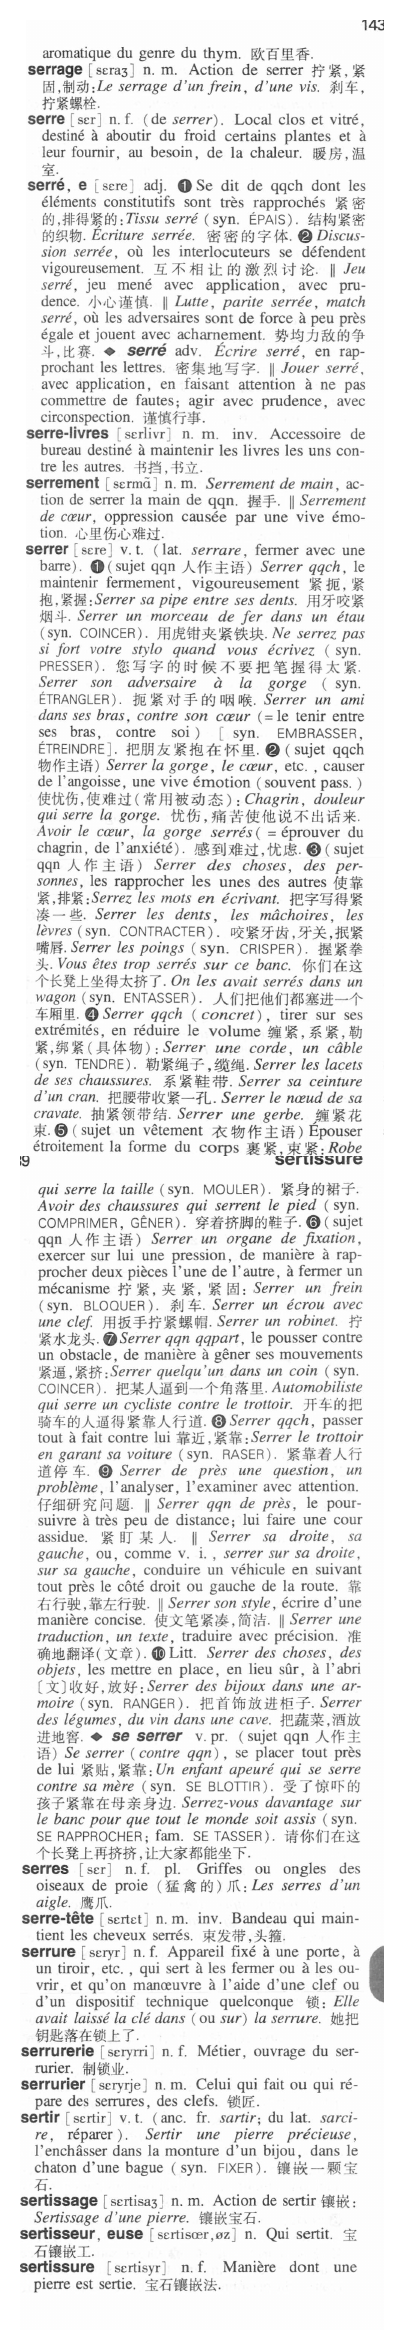 143
aromatique du genre du thym. 欧百里香.
serrage [sɛraʒ] n. m. Action de serrer 拧紧,紧
固,制动:Le serrage d'un frein, d'une vis. 刹车,
拧紧螺栓.
serre [sɛr] n. f. (de serrer). Local clos et vitré,
destiné à aboutir du froid certains plantes et à
leur fournir, au besoin, de la chaleur. 暖房,温
室.
serré, e [sɛre] adj. ❶ Se dit de qqch dont les
éléments constitutifs sont très rapprochés 紧密
的,排得紧的:Tissu serré (syn. ÉPAIS). 结构紧密
的织物. Écriture serrée. 密密的字体. ❷ Discus-
sion serrée, où les interlocuteurs se défendent
vigoureusement. 互不相让的激烈讨论. ‖ Jeu
serré, jeu mené avec application, avec pru-
dence. 小心谨慎. ‖ Lutte, parite serrée, match
serré, où les adversaires sont de force à peu près
égale et jouent avec acharnement. 势均力敌的争
斗,比赛. ◆ serré adv. Écrire serré, en rap-
prochant les lettres. 密集地写字. ‖ Jouer serré,
avec application, en faisant attention à ne pas
commettre de fautes; agir avec prudence, avec
circonspection. 谨慎行事.
serre-livres [sɛrlivr] n. m. inv. Accessoire de
bureau destiné à maintenir les livres les uns con-
tre les autres. 书挡,书立.
serrement [sɛrmã] n. m. Serrement de main, ac-
tion de serrer la main de qqn. 握手. ‖ Serrement
de cœur, oppression causée par une vive émo-
tion. 心里伤心难过.
serrer [sɛre] v. t. (lat. serrare, fermer avec une
barre). ❶ (sujet qqn 人作主语) Serrer qqch, le
maintenir fermement, vigoureusement 紧扼,紧
抱,紧握:Serrer sa pipe entre ses dents. 用牙咬紧
烟斗. Serrer un morceau de fer dans un étau
(syn. COINCER). 用虎钳夹紧铁块. Ne serrez pas
si fort votre stylo quand vous écrivez (syn.
PRESSER). 您写字的时候不要把笔握得太紧.
Serrer son adversaire à la gorge (syn.
ÉTRANGLER). 扼紧对手的咽喉. Serrer un ami
dans ses bras, contre son cœur (= le tenir entre
ses bras, contre soi) [syn. EMBRASSER,
ÉTREINDRE]. 把朋友紧抱在怀里. ❷ (sujet qqch
物作主语) Serrer la gorge, le cœur, etc., causer
de l'angoisse, une vive émotion (souvent pass.)
使忧伤,使难过(常用被动态): Chagrin, douleur
qui serre la gorge. 忧伤,痛苦使他说不出话来.
Avoir le cœur, la gorge serrés (= éprouver du
chagrin, de l'anxiété). 感到难过,忧虑. ❸ (sujet
qqn 人作主语) Serrer des choses, des per-
sonnes, les rapprocher les unes des autres 使靠
紧,排紧:Serrez les mots en écrivant. 把字写得紧
凑一些. Serrer les dents, les mâchoires, les
lèvres (syn. CONTRACTER). 咬紧牙齿,牙关,抿紧
嘴唇. Serrer les poings (syn. CRISPER). 握紧拳
头. Vous êtes trop serrés sur ce banc. 你们在这
个长凳上坐得太挤了. On les avait serrés dans un
wagon (syn. ENTASSER). 人们把他们都塞进一个
车厢里. ❹ Serrer qqch (concret), tirer sur ses
extrémités, en réduire le volume 缠紧,系紧,勒
紧,绑紧(具体物): Serrer une corde, un câble
(syn. TENDRE). 勒紧绳子,缆绳. Serrer les lacets
de ses chaussures. 系紧鞋带. Serrer sa ceinture
d'un cran. 把腰带收紧一孔. Serrer le nœud de sa
cravate. 抽紧领带结. Serrer une gerbe. 缠紧花
束. ❺ (sujet un vêtement 衣物作主语) Épouser
étroitement la forme du corps 裹紧,束紧: Robe
39 sertissure
qui serre la taille (syn. MOULER). 紧身的裙子.
Avoir des chaussures qui serrent le pied (syn.
COMPRIMER, GÊNER). 穿着挤脚的鞋子. ❻ (sujet
qqn 人作主语) Serrer un organe de fixation,
exercer sur lui une pression, de manière à rap-
procher deux pièces l'une de l'autre, à fermer un
mécanisme 拧紧,夹紧,紧固: Serrer un frein
(syn. BLOQUER). 刹车. Serrer un écrou avec
une clef. 用扳手拧紧螺帽. Serrer un robinet. 拧
紧水龙头. ❼ Serrer qqn qqpart, le pousser contre
un obstacle, de manière à gêner ses mouvements
紧逼,紧挤:Serrer quelqu'un dans un coin (syn.
COINCER). 把某人逼到一个角落里. Automobiliste
qui serre un cycliste contre le trottoir. 开车的把
骑车的人逼得紧靠人行道. ❽ Serrer qqch, passer
tout à fait contre lui 靠近,紧靠:Serrer le trottoir
en garant sa voiture (syn. RASER). 紧靠着人行
道停车. ❾ Serrer de près une question, un
problème, l'analyser, l'examiner avec attention.
仔细研究问题. ‖ Serrer qqn de près, le pour-
suivre à très peu de distance; lui faire une cour
assidue. 紧盯某人. ‖ Serrer sa droite, sa
gauche, ou, comme v. i., serrer sur sa droite,
sur sa gauche, conduire un véhicule en suivant
tout près le côté droit ou gauche de la route. 靠
右行驶,靠左行驶. ‖ Serrer son style, écrire d'une
manière concise. 使文笔紧凑,简洁. ‖ Serrer une
traduction, un texte, traduire avec précision. 准
确地翻译(文章). ❿ Litt. Serrer des choses, des
objets, les mettre en place, en lieu sûr, à l'abri
〔文〕收好,放好:Serrer des bijoux dans une ar-
moire (syn. RANGER). 把首饰放进柜子. Serrer
des légumes, du vin dans une cave. 把蔬菜,酒放
进地窖. ◆ se serrer v. pr. (sujet qqn 人作主
语) Se serrer (contre qqn), se placer tout près
de lui 紧贴,紧靠:Un enfant apeuré qui se serre
contre sa mère (syn. SE BLOTTIR). 受了惊吓的
孩子紧靠在母亲身边. Serrez-vous davantage sur
le banc pour que tout le monde soit assis (syn.
SE RAPPROCHER; fam. SE TASSER). 请你们在这
个长凳上再挤挤,让大家都能坐下.
serres [sɛr] n. f. pl. Griffes ou ongles des
oiseaux de proie (猛禽的)爪: Les serres d'un
aigle. 鹰爪.
serre-tête [sɛrtɛt] n. m. inv. Bandeau qui main-
tient les cheveux serrés. 束发带,头箍.
serrure [sɛryr] n. f. Appareil fixé à une porte, à
un tiroir, etc., qui sert à les fermer ou à les ou-
vrir, et qu'on manœuvre à l'aide d'une clef ou
d'un dispositif technique quelconque 锁: Elle
avait laissé la clé dans (ou sur) la serrure. 她把
钥匙落在锁上了.
serrurerie [sɛryrri] n. f. Métier, ouvrage du ser-
rurier. 制锁业.
serrurier [sɛryrje] n. m. Celui qui fait ou qui ré-
pare des serrures, des clefs. 锁匠.
sertir [sɛrtir] v. t. (anc. fr. sartir; du lat. sarci-
re, réparer). Sertir une pierre précieuse,
l'enchâsser dans la monture d'un bijou, dans le
chaton d'une bague (syn. FIXER). 镶嵌一颗宝
石.
sertissage [sɛrtisaʒ] n. m. Action de sertir 镶嵌:
Sertissage d'une pierre. 镶嵌宝石.
sertisseur, euse [sɛrtisœr,øz] n. Qui sertit. 宝
石镶嵌工.
sertissure [sɛrtisyr] n. f. Manière dont une
pierre est sertie. 宝石镶嵌法.